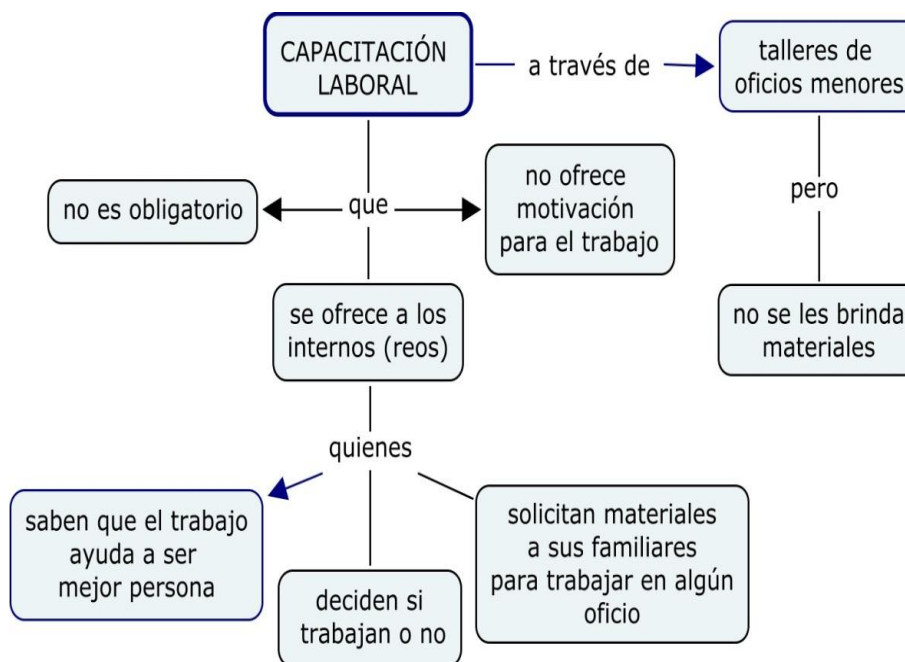 CAPACITACIÓN
LABORAL
a través de
talleres de
oficios menores
pero
no se les brinda
materiales
no es obligatorio
que
no ofrece
motivación
para el trabajo
se ofrece a los
internos (reos)
quienes
saben que el trabajo
ayuda a ser
mejor persona
deciden si
trabajan o no
solicitan materiales
a sus familiares
para trabajar en algún
oficio